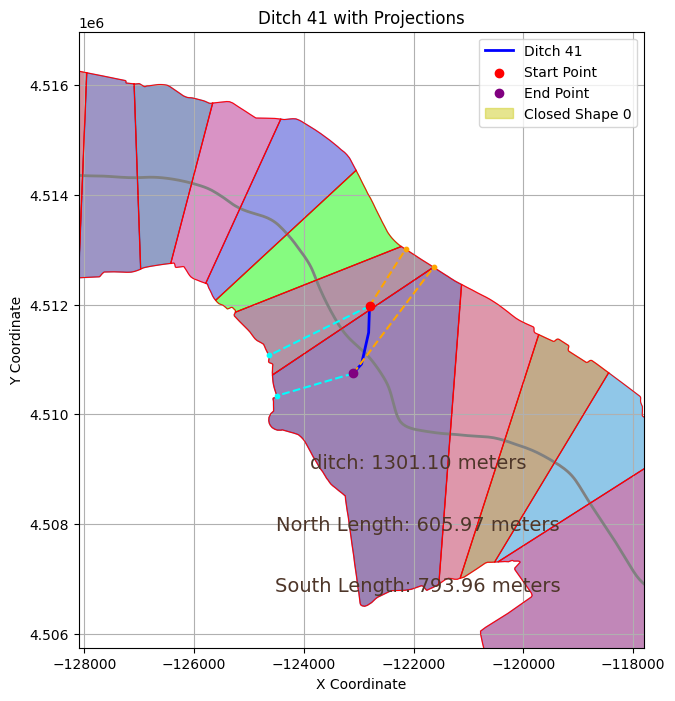 Ditch 41 with Projections
1e6
Ditch 41
Start Point
End Point
Closed Shape 0
4.516
4.514
4.512
4.510
4.508
4.506
Y Coordinate
ditch: 1301.10 meters
North Length: 605.97 meters
South Length: 793.96 meters
−128000 −126000 −124000 −122000 −120000 −118000
X Coordinate